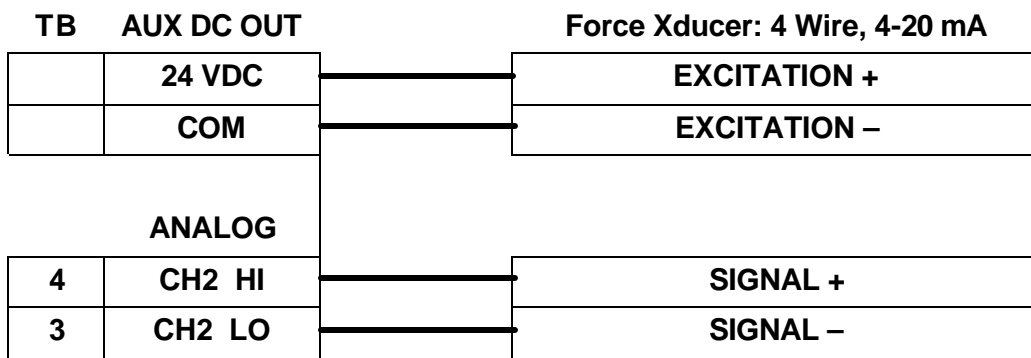 TB AUX DC OUT Force Xducer: 4 Wire, 4-20 mA
24 VDC EXCITATION +
COM EXCITATION –
ANALOG
4 CH2 HI SIGNAL +
3 CH2 LO SIGNAL –